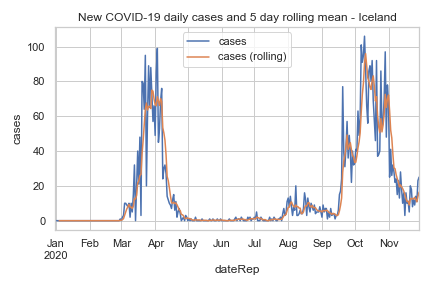 New COVID-19 daily cases and 5 day rolling mean - Iceland
cases
cases (rolling)
cases
100
80
60
40
20
0
Jan Feb Mar Apr May Jun Jul Aug Sep Oct Nov
2020
dateRep